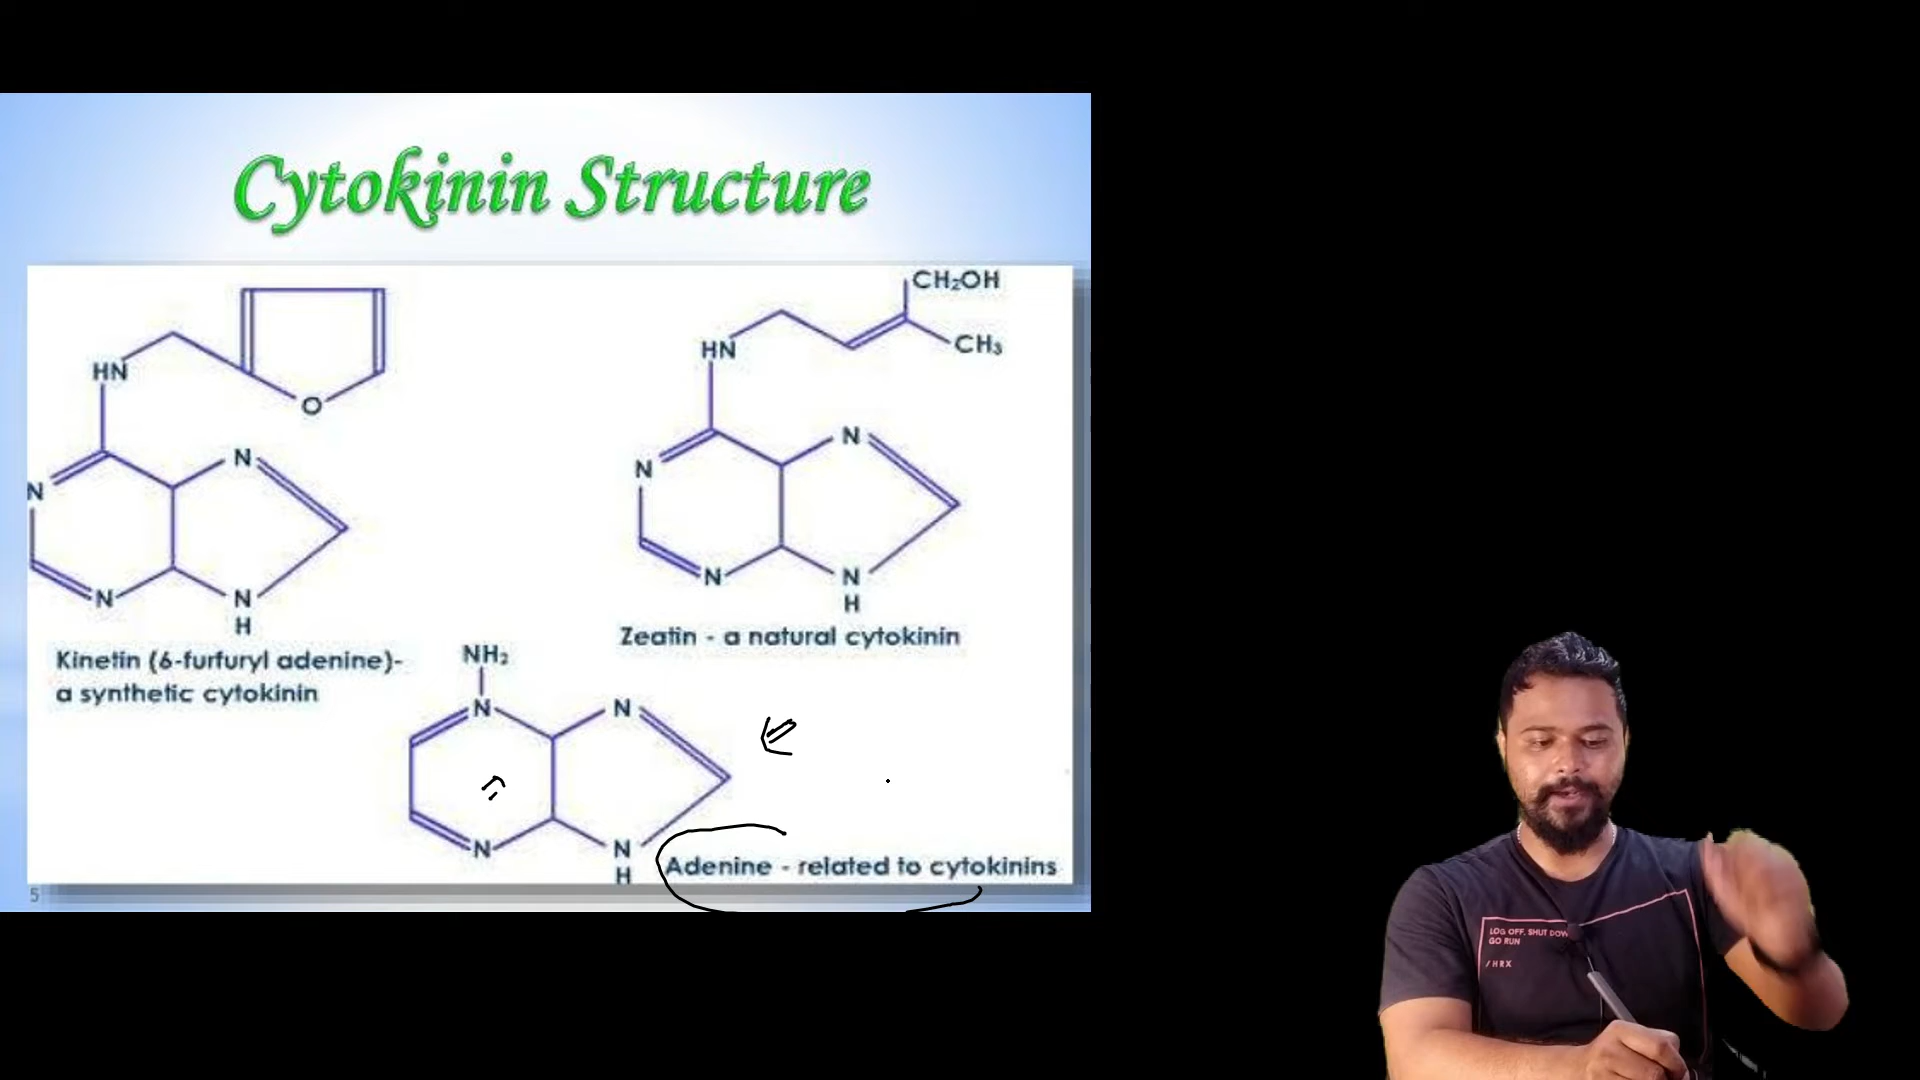 Cytokinin Structure
CH₂OH
HN
CH₃
HN
O
N
N
N
N
N
N
H
N
N
H
Kinetin (6-furfuryl adenine)-
a synthetic cytokinin
Zeatin - a natural cytokinin
NH₂
N
N
N
N
H
Adenine - related to cytokinins
5
LOG OFF. SHUT DOW
GO RUN
/HRX